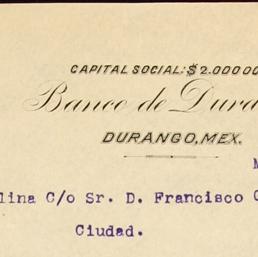 CAPITAL SOCIAL: $2.000.00
Banco de Dura
DURANGO, MEX.
lina C/o Sr. D. Francisco
Ciudad.